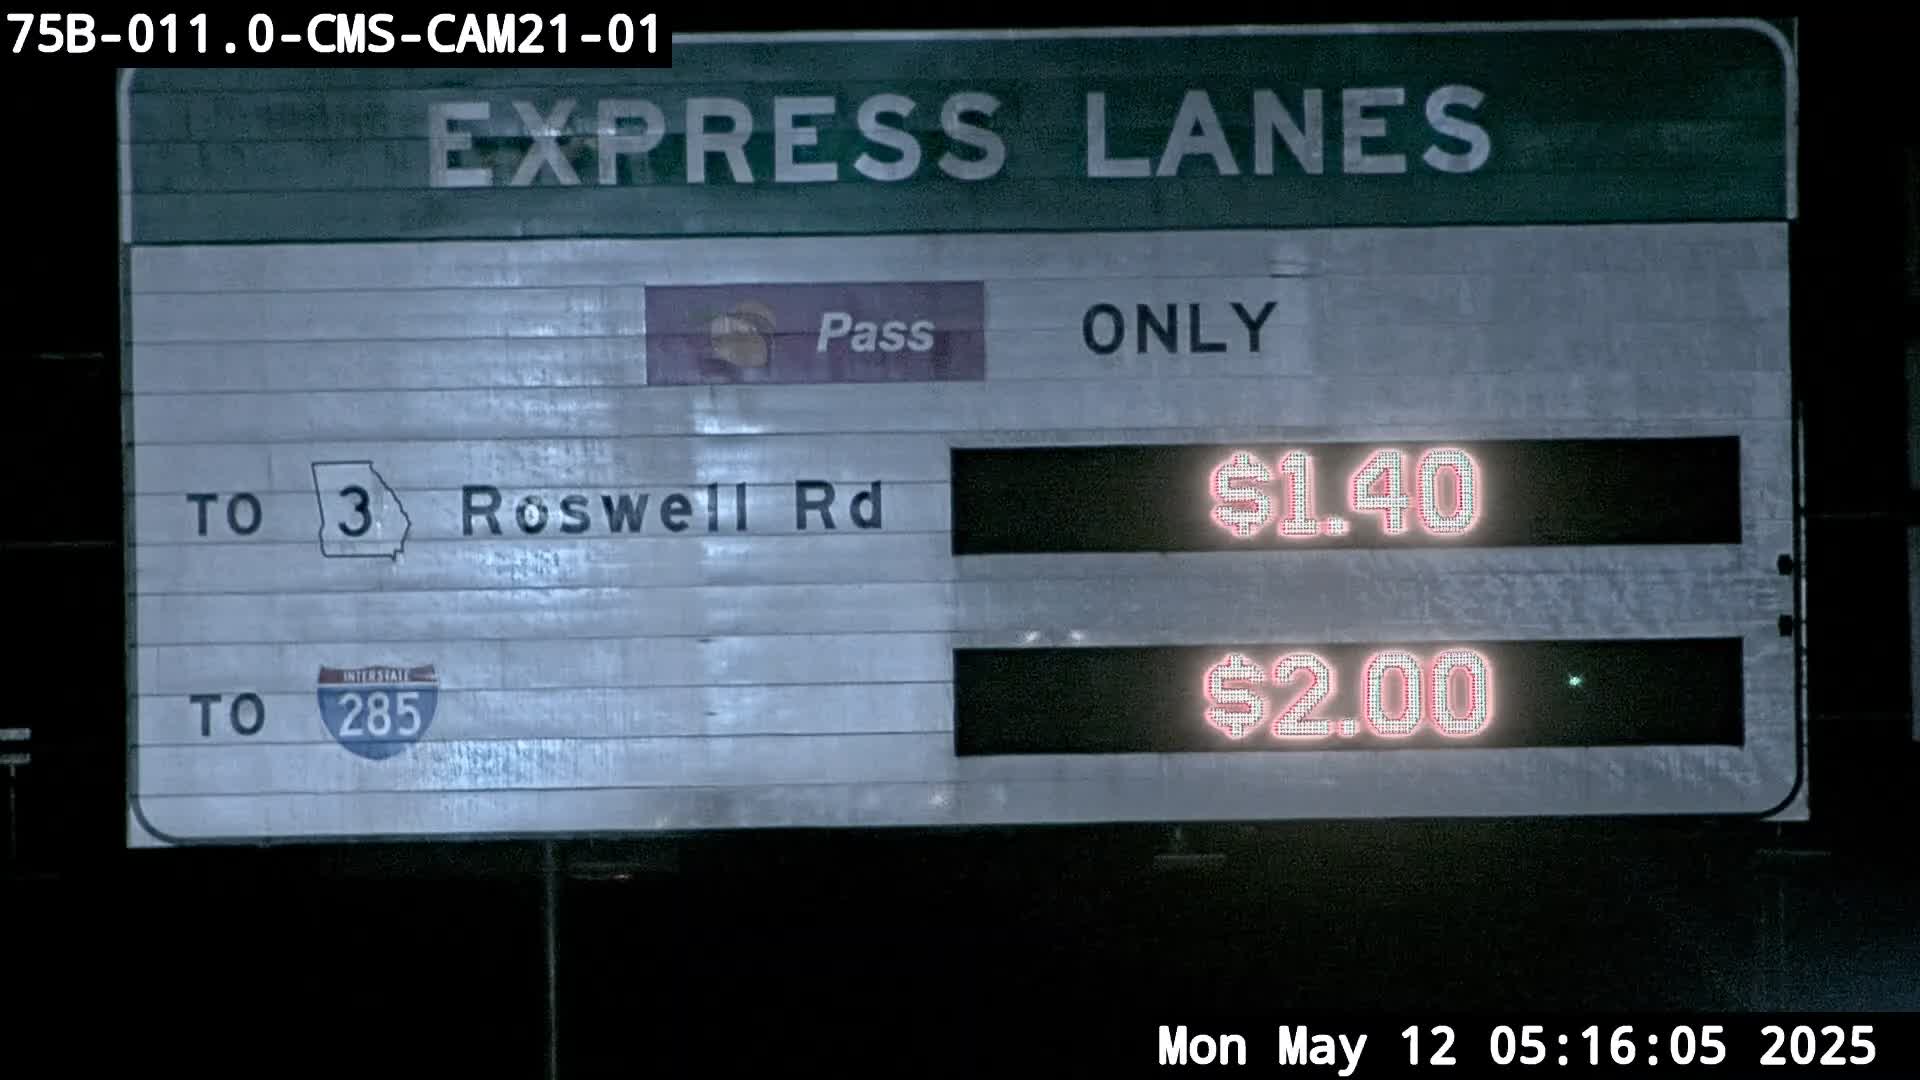 75B-011.0-CMS-CAM21-01
EXPRESS LANES
Pass ONLY
TO 3 Roswell Rd $1.40
INTERSTATE
TO 285 $2.00
Mon May 12 05:16:05 2025